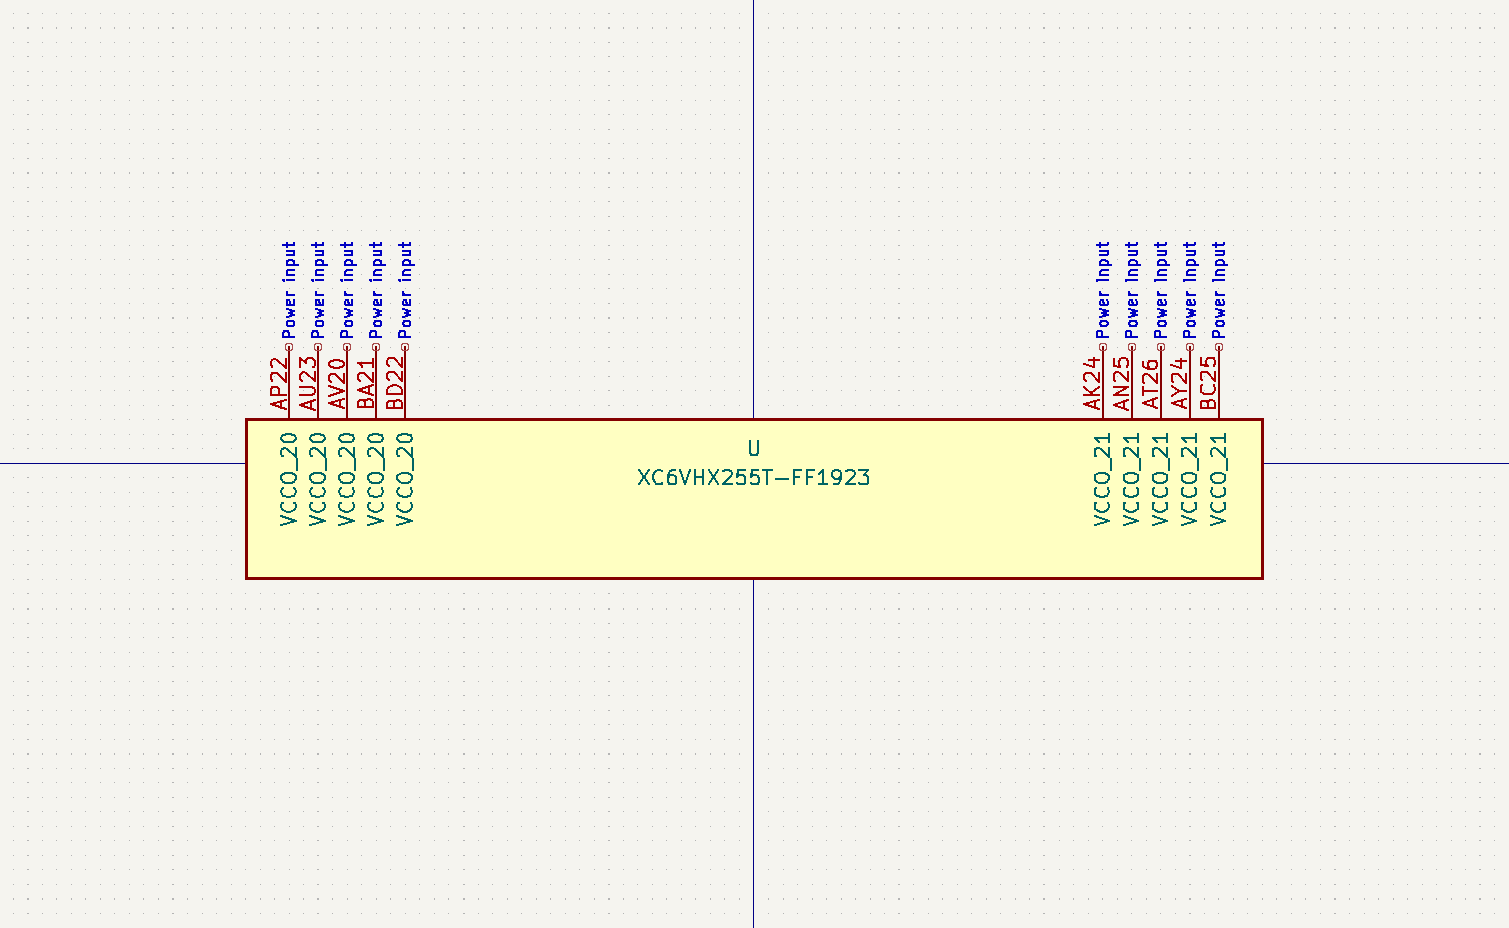 Power input
Power input
Power input
Power input
Power input
Power input
Power input
Power input
Power input
Power input
AP22
AU23
AV20
BA21
BD22
AK24
AN25
AT26
AY24
BC25
VCCO_20
VCCO_20
VCCO_20
VCCO_20
VCCO_20
U
XC6VHX255T-FF1923
VCCO_21
VCCO_21
VCCO_21
VCCO_21
VCCO_21